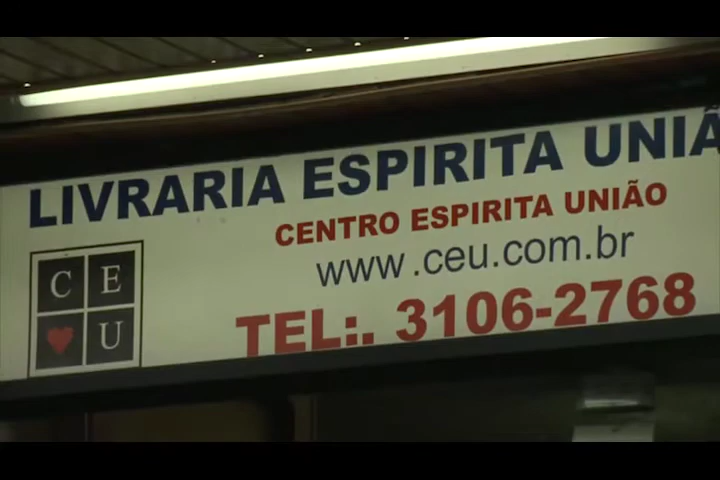 LIVRARIA ESPIRITA UNIÃ
CENTRO ESPIRITA UNIÃO
www.ceu.com.br
TEL:. 3106-2768
C E
U